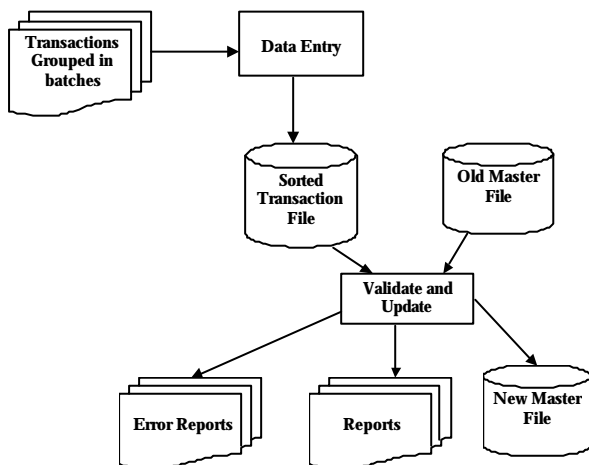 Transactions
Grouped in
batches
Data Entry
Sorted
Transaction
File
Old Master
File
Validate and
Update
Error Reports
Reports
New Master
File